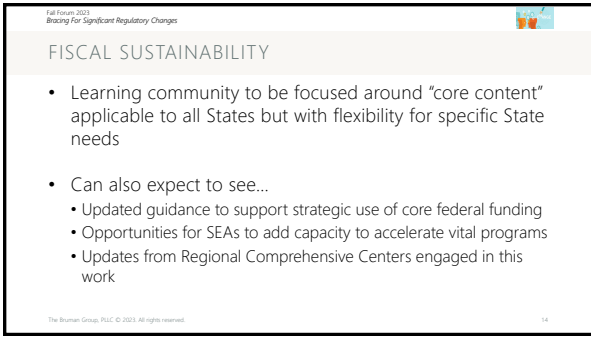 Fall Forum 2023
Bracing For Significant Regulatory Changes
FISCAL SUSTAINABILITY
• Learning community to be focused around “core content”
applicable to all States but with flexibility for specific State
needs
• Can also expect to see…
• Updated guidance to support strategic use of core federal funding
• Opportunities for SEAs to add capacity to accelerate vital programs
• Updates from Regional Comprehensive Centers engaged in this
work
The Bruman Group, PLLC © 2023. All rights reserved.
14